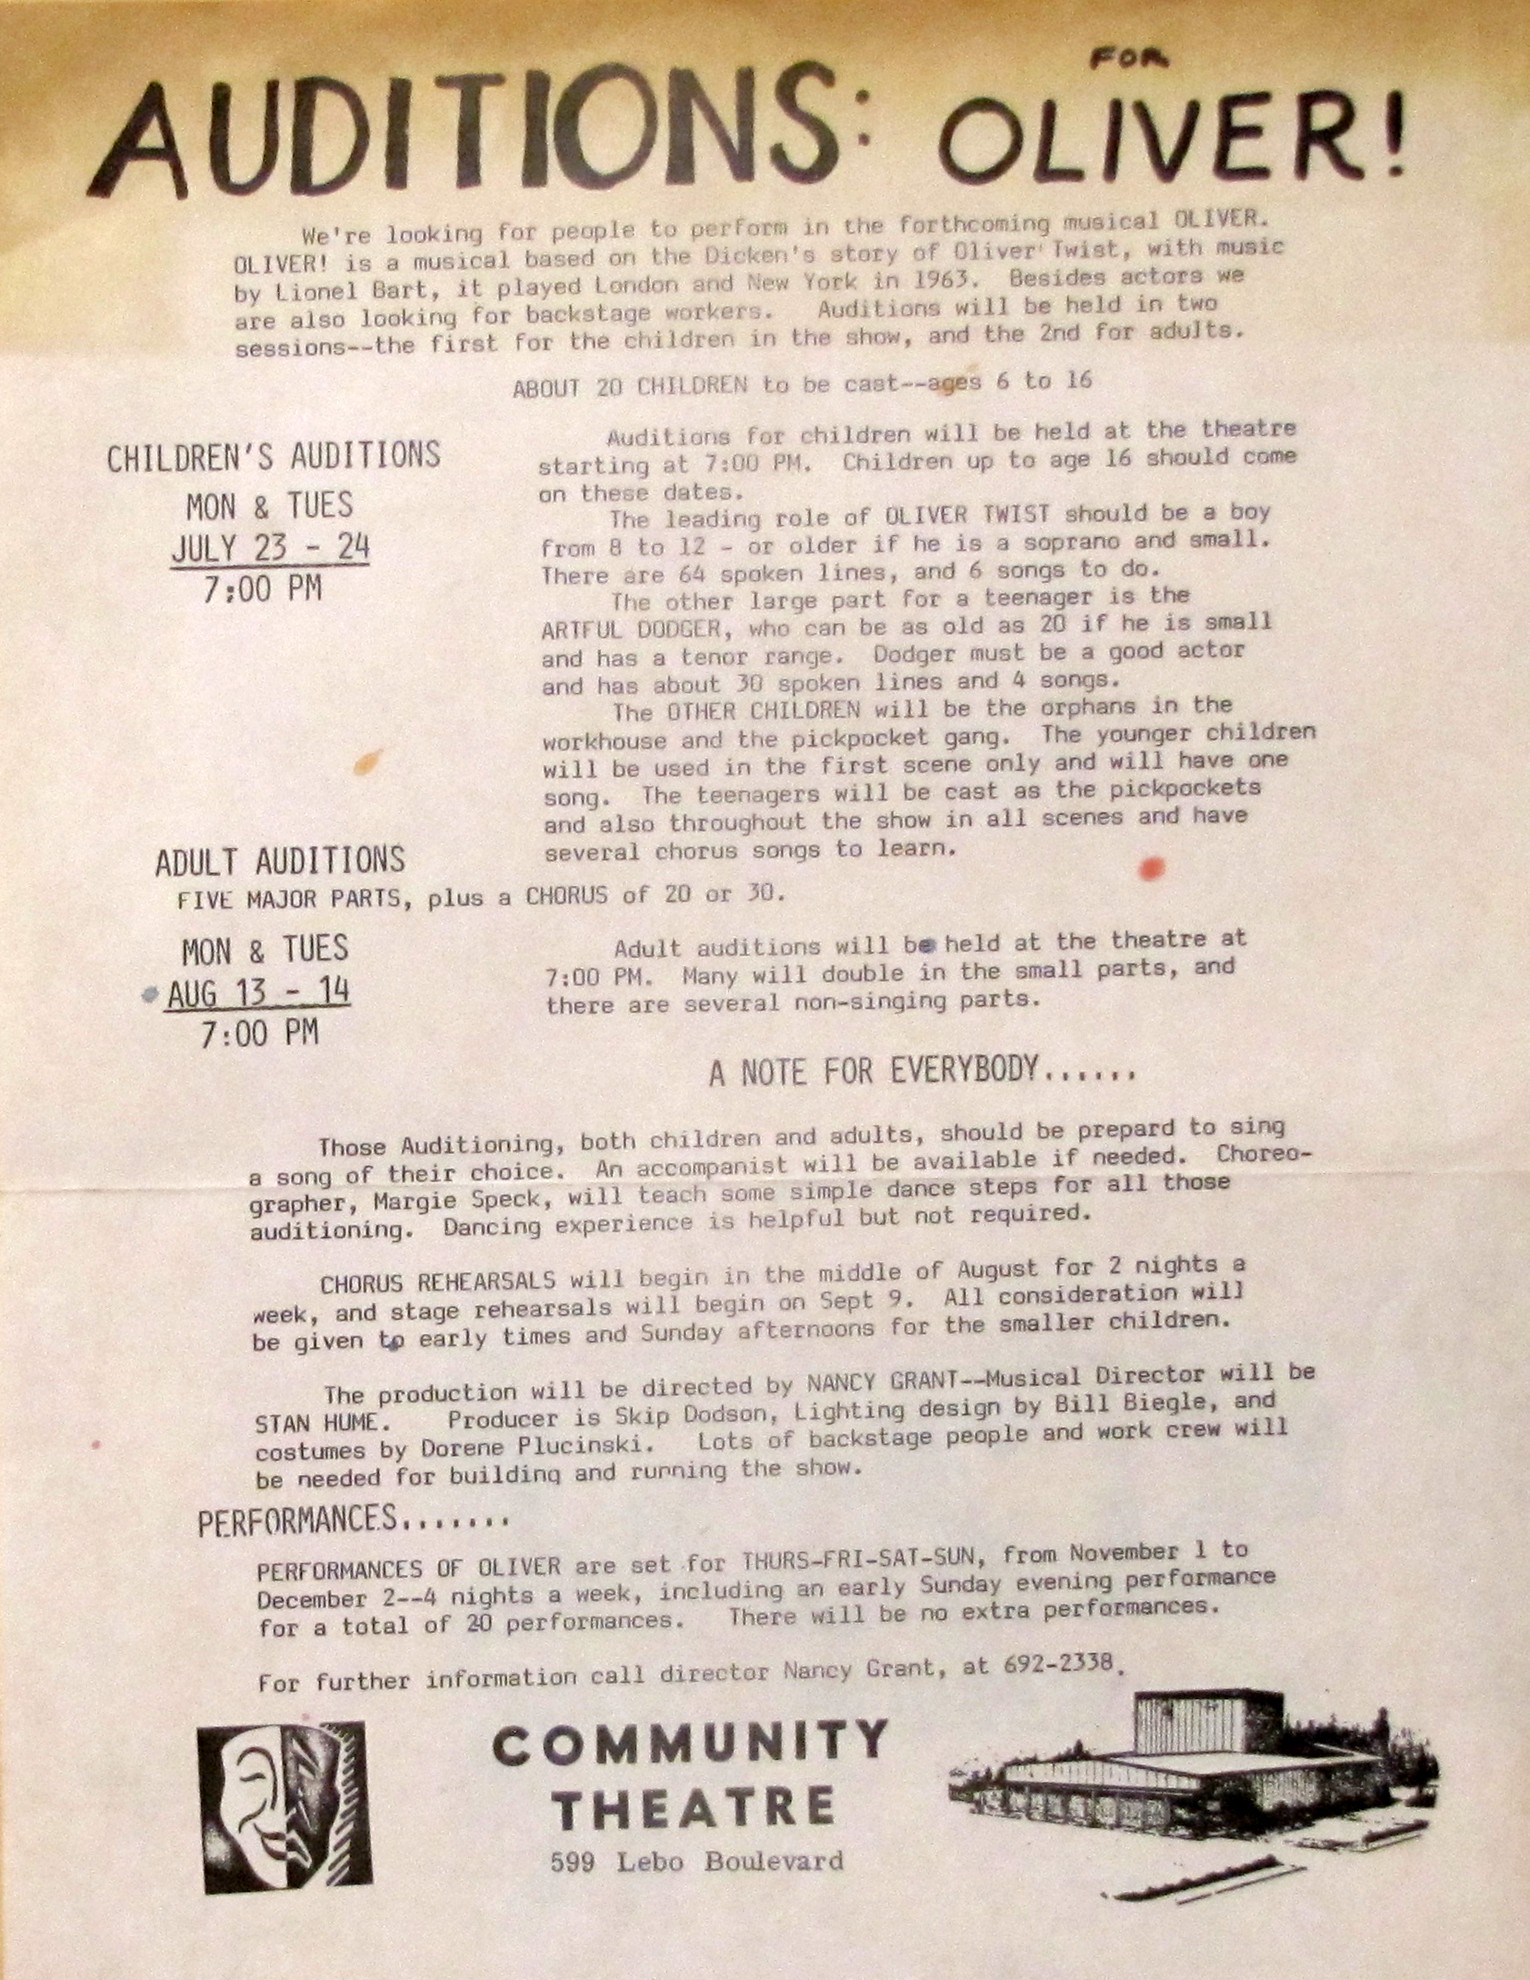 AUDITIONS: FOR OLIVER!
We're looking for people to perform in the forthcoming musical OLIVER.
OLIVER! is a musical based on the Dicken's story of Oliver Twist, with music
by Lionel Bart, it played London and New York in 1963. Besides actors we
are also looking for backstage workers. Auditions will be held in two
sessions--the first for the children in the show, and the 2nd for adults.
ABOUT 20 CHILDREN to be cast--ages 6 to 16
CHILDREN'S AUDITIONS
MON & TUES
JULY 23 - 24
7:00 PM
Auditions for children will be held at the theatre
starting at 7:00 PM. Children up to age 16 should come
on these dates.
The leading role of OLIVER TWIST should be a boy
from 8 to 12 - or older if he is a soprano and small.
There are 64 spoken lines, and 6 songs to do.
The other large part for a teenager is the
ARTFUL DODGER, who can be as old as 20 if he is small
and has a tenor range. Dodger must be a good actor
and has about 30 spoken lines and 4 songs.
The OTHER CHILDREN will be the orphans in the
workhouse and the pickpocket gang. The younger children
will be used in the first scene only and will have one
song. The teenagers will be cast as the pickpockets
and also throughout the show in all scenes and have
several chorus songs to learn.
ADULT AUDITIONS
FIVE MAJOR PARTS, plus a CHORUS of 20 or 30.
MON & TUES
AUG 13 - 14
7:00 PM
Adult auditions will be held at the theatre at
7:00 PM. Many will double in the small parts, and
there are several non-singing parts.
A NOTE FOR EVERYBODY......
Those Auditioning, both children and adults, should be prepard to sing
a song of their choice. An accompanist will be available if needed. Choreo-
grapher, Margie Speck, will teach some simple dance steps for all those
auditioning. Dancing experience is helpful but not required.
CHORUS REHEARSALS will begin in the middle of August for 2 nights a
week, and stage rehearsals will begin on Sept 9. All consideration will
be given to early times and Sunday afternoons for the smaller children.
The production will be directed by NANCY GRANT--Musical Director will be
STAN HUME. Producer is Skip Dodson, Lighting design by Bill Biegle, and
costumes by Dorene Plucinski. Lots of backstage people and work crew will
be needed for building and running the show.
PERFORMANCES.......
PERFORMANCES OF OLIVER are set for THURS-FRI-SAT-SUN, from November 1 to
December 2--4 nights a week, including an early Sunday evening performance
for a total of 20 performances. There will be no extra performances.
For further information call director Nancy Grant, at 692-2338.
COMMUNITY
THEATRE
599 Lebo Boulevard